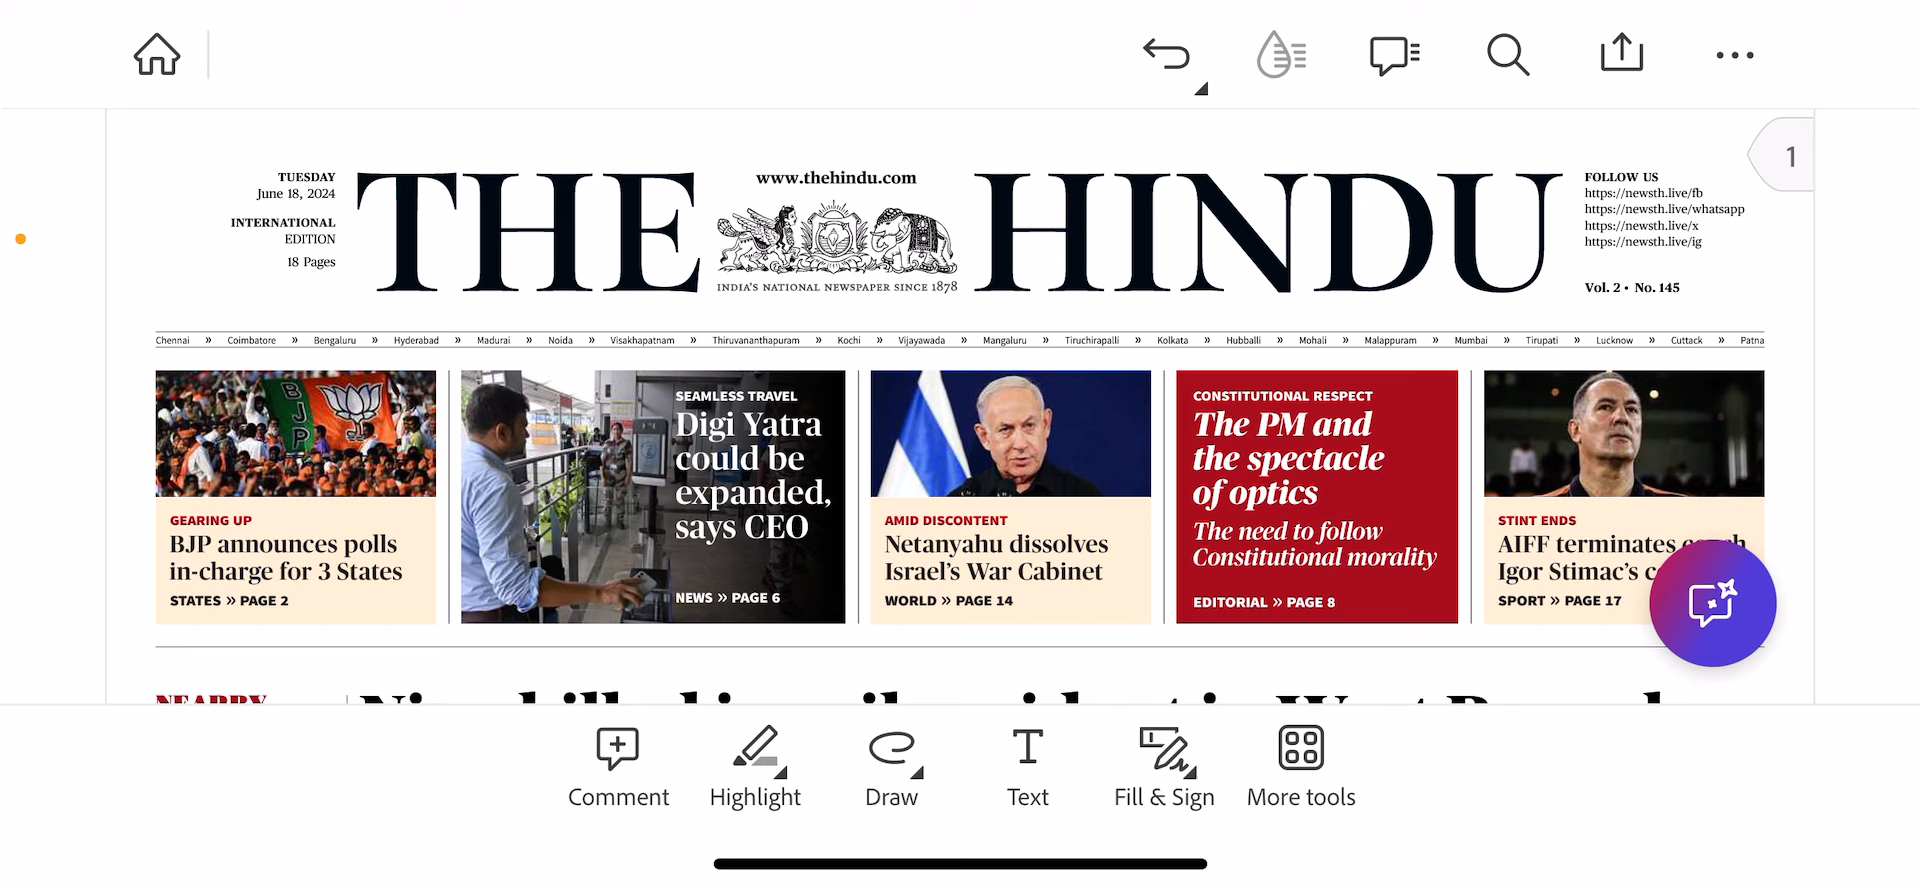 1
TUESDAY
June 18, 2024
INTERNATIONAL
EDITION
18 Pages
THE HINDU
www.thehindu.com
INDIA'S NATIONAL NEWSPAPER SINCE 1878
FOLLOW US
https://newsth.live/fb
https://newsth.live/whatsapp
https://newsth.live/x
https://newsth.live/ig
Vol. 2 • No. 145
Chennai » Coimbatore » Bengaluru » Hyderabad » Madurai » Noida » Visakhapatnam » Thiruvananthapuram » Kochi » Vijayawada » Mangaluru » Tiruchirapalli » Kolkata » Hubballi » Mohali » Malappuram » Mumbai » Tirupati » Lucknow » Cuttack » Patna
BJP
GEARING UP
BJP announces polls
in-charge for 3 States
STATES » PAGE 2
SEAMLESS TRAVEL
Digi Yatra
could be
expanded,
says CEO
NEWS » PAGE 6
AMID DISCONTENT
Netanyahu dissolves
Israel's War Cabinet
WORLD » PAGE 14
CONSTITUTIONAL RESPECT
The PM and
the spectacle
of optics
The need to follow
Constitutional morality
EDITORIAL » PAGE 8
STINT ENDS
AIFF terminates
Igor Stimac's
SPORT » PAGE 17
NEARBY
Comment
Highlight
Draw
Text
Fill & Sign
More tools